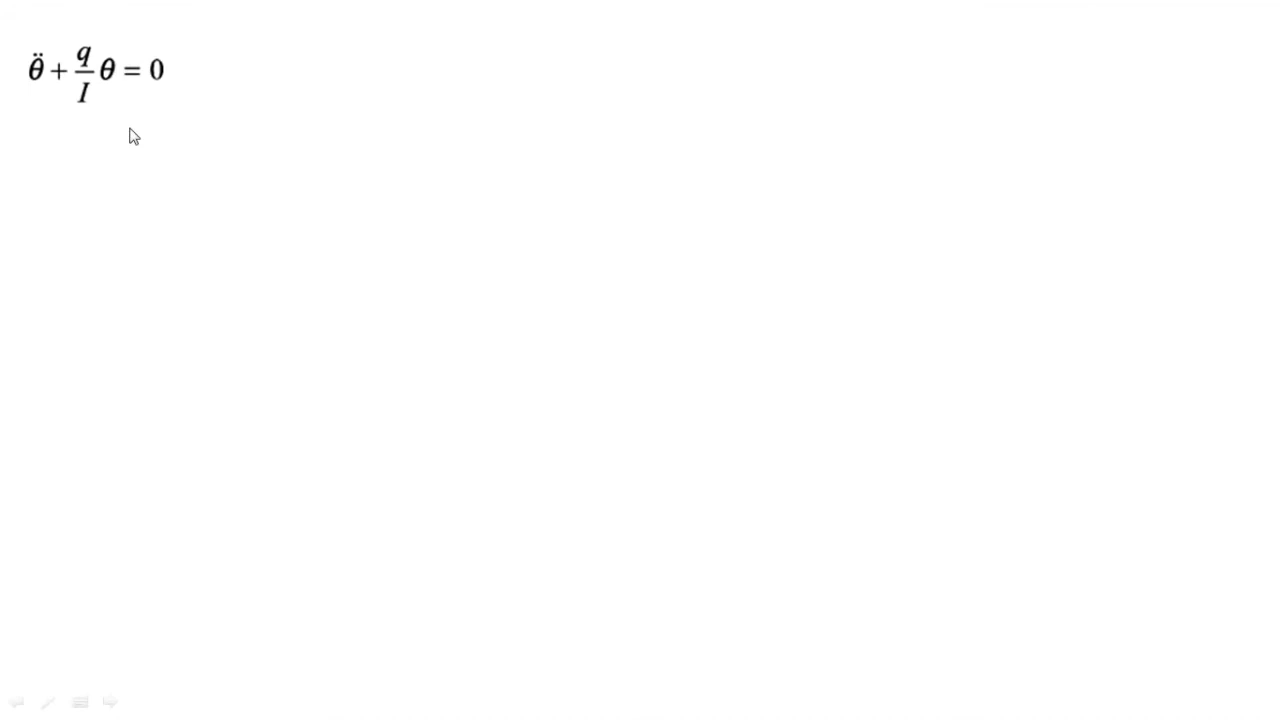 θ̈ + q/I θ = 0